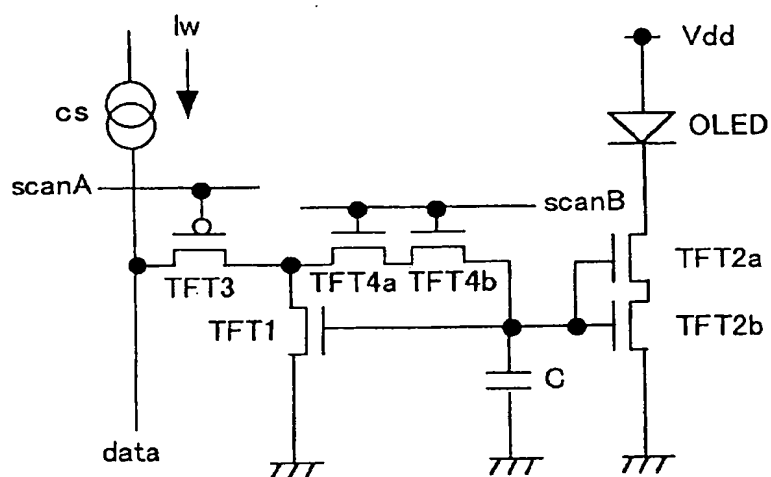 Iw
Vdd
cs
OLED
scanA
scanB
TFT3
TFT4a
TFT4b
TFT2a
TFT1
TFT2b
C
data